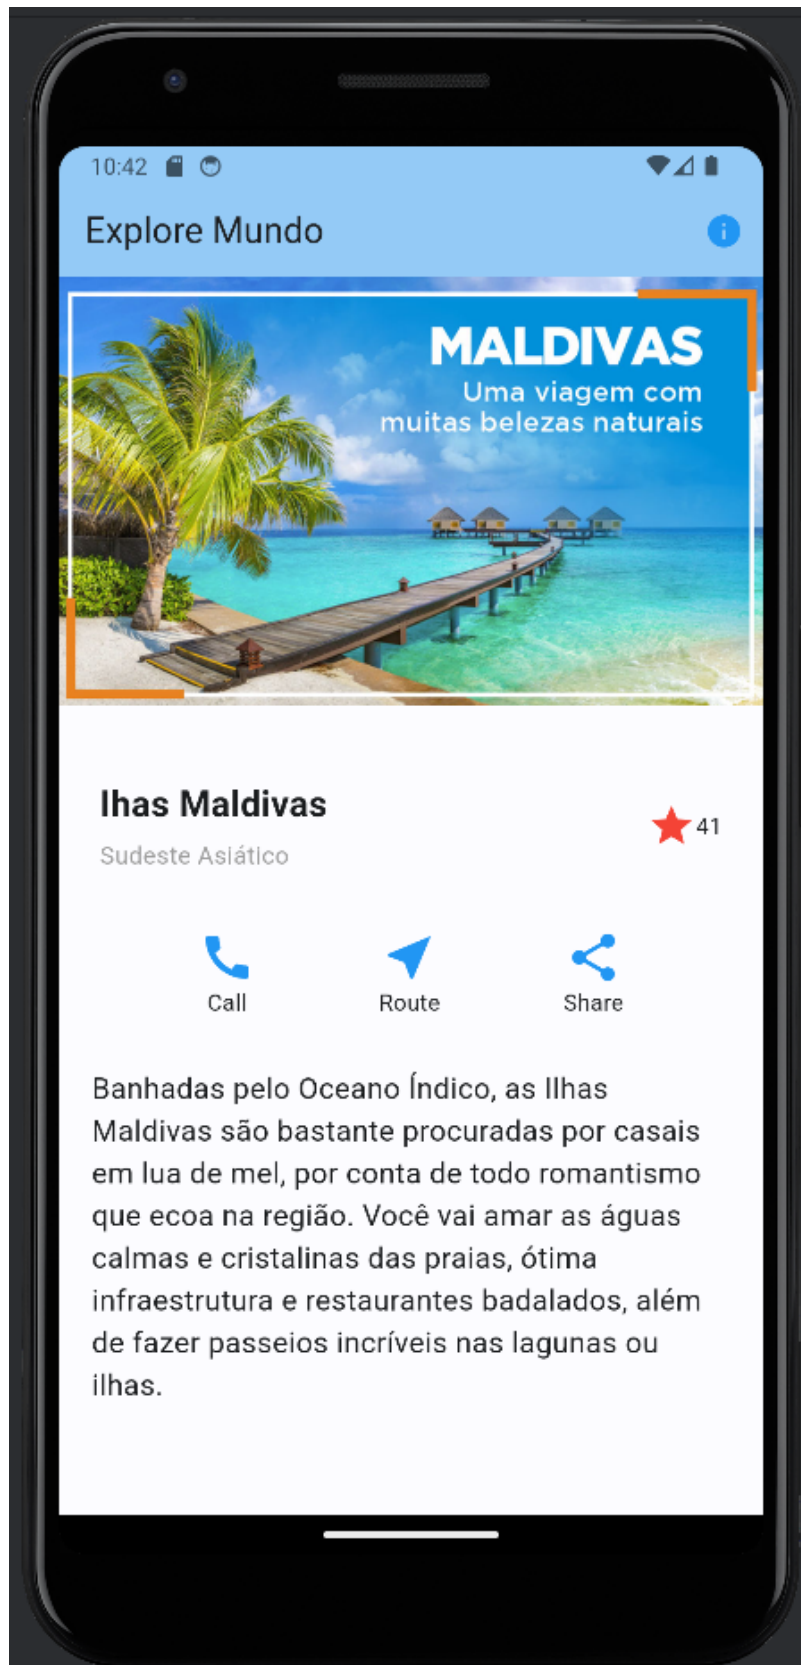 10:42
Explore Mundo
MALDIVAS
Uma viagem com
muitas belezas naturais
Ihas Maldivas
41
Sudeste Asiático
Call Route Share
Banhadas pelo Oceano Índico, as Ilhas
Maldivas são bastante procuradas por casais
em lua de mel, por conta de todo romantismo
que ecoa na região. Você vai amar as águas
calmas e cristalinas das praias, ótima
infraestrutura e restaurantes badalados, além
de fazer passeios incríveis nas lagunas ou
ilhas.